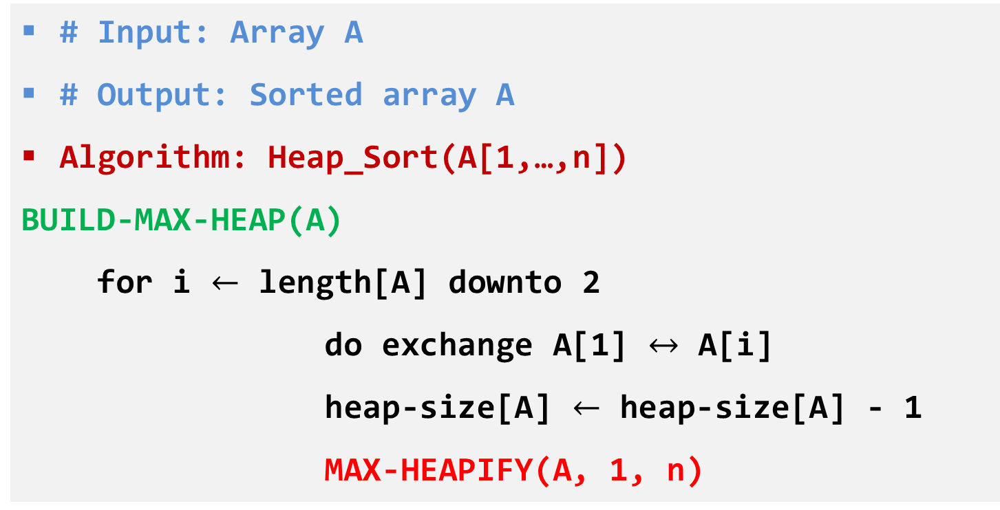 ▪ # Input: Array A
▪ # Output: Sorted array A
▪ Algorithm: Heap_Sort(A[1,…,n])
BUILD-MAX-HEAP(A)
for i ← length[A] downto 2
do exchange A[1] ↔ A[i]
heap-size[A] ← heap-size[A] - 1
MAX-HEAPIFY(A, 1, n)